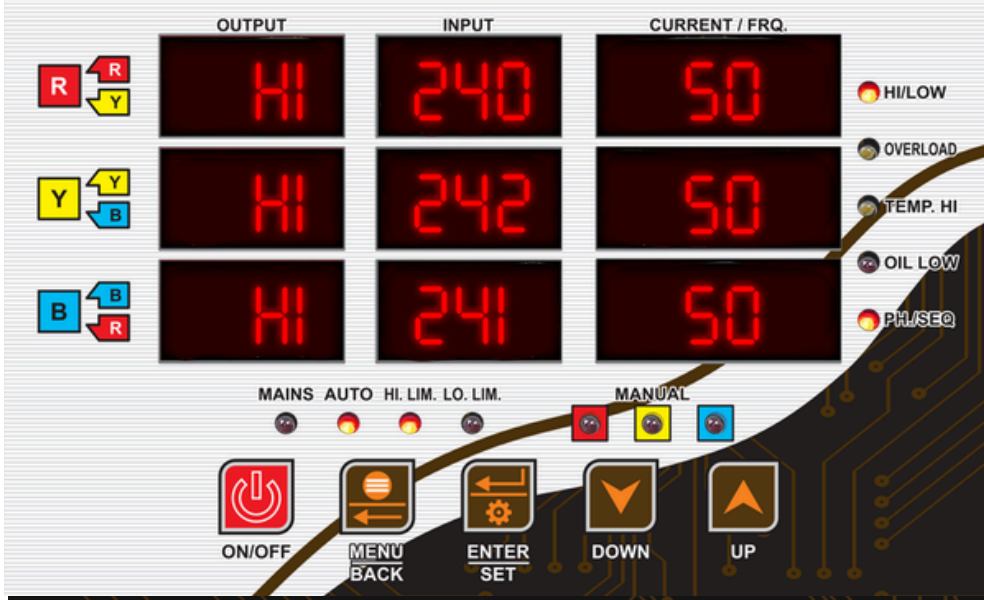 OUTPUT INPUT CURRENT / FRQ.
R R Y HI 240 50 HI/LOW
OVERLOAD
Y Y B HI 242 50 TEMP. HI
OIL LOW
B B R HI 241 50 PH./SEQ
MAINS AUTO HI. LIM. LO. LIM. MANUAL
ON/OFF MENU BACK ENTER SET DOWN UP